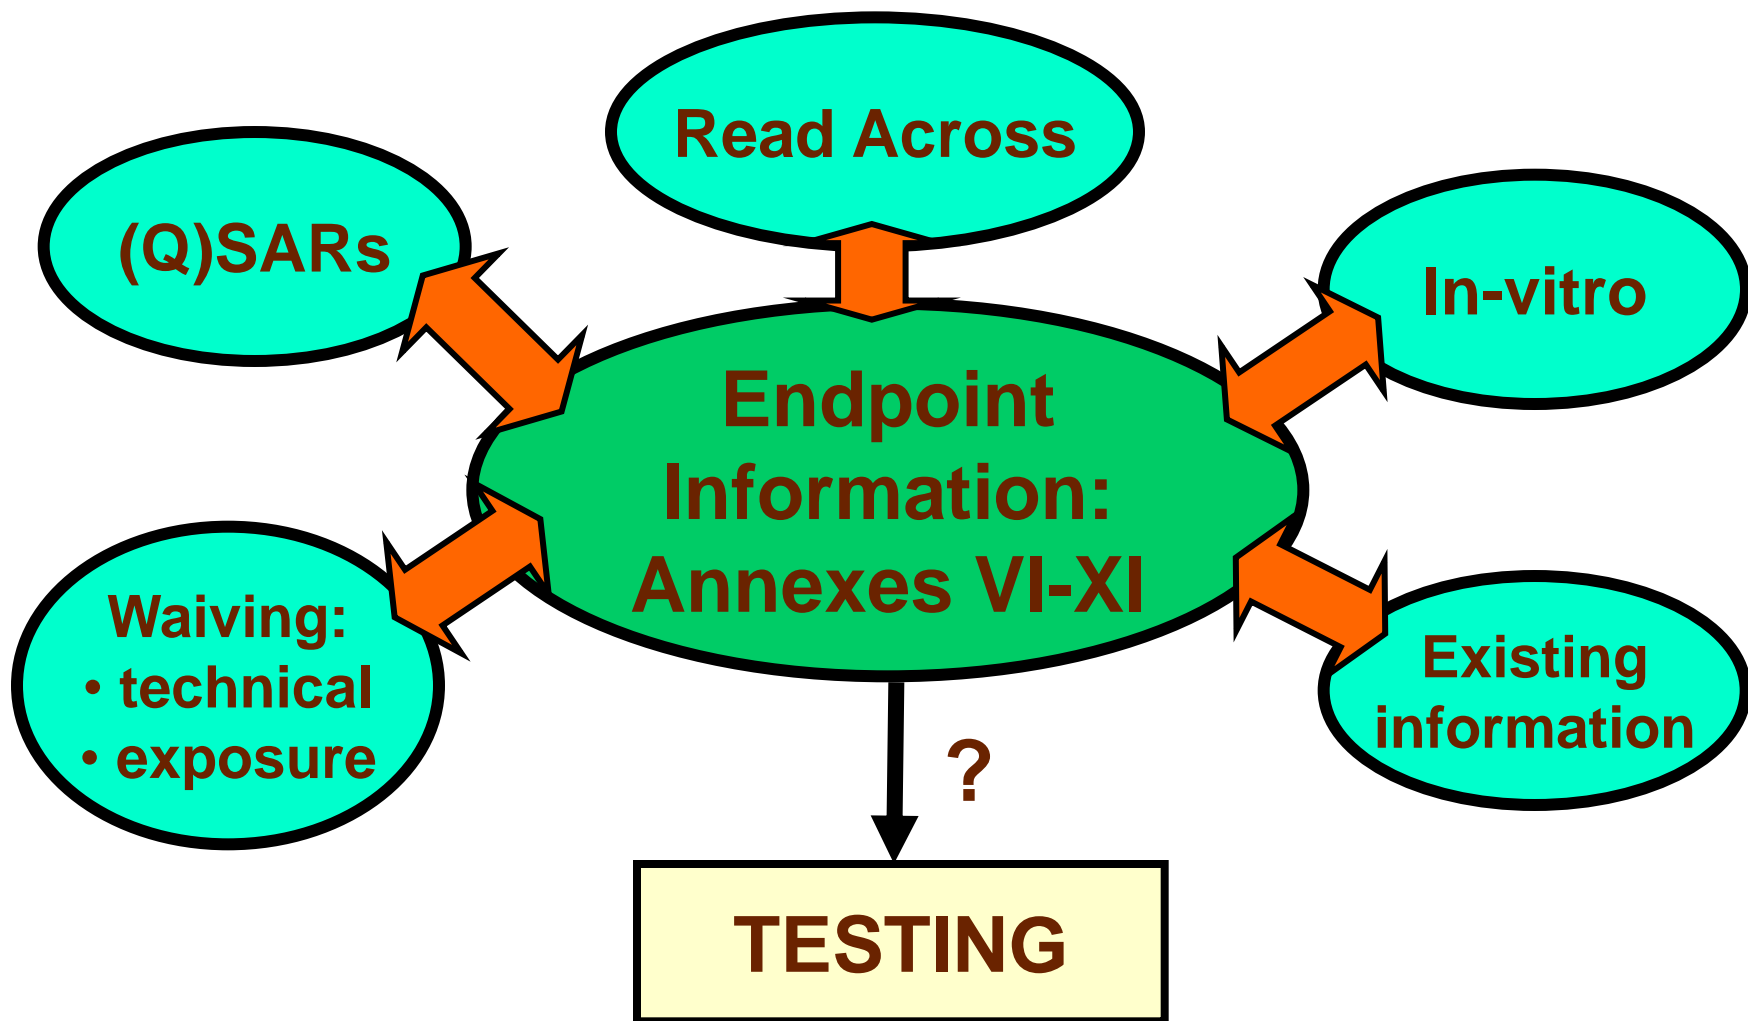 Read Across
(Q)SARs
In-vitro
Endpoint
Information:
Annexes VI-XI
Waiving:
• technical
• exposure
Existing
information
?
TESTING